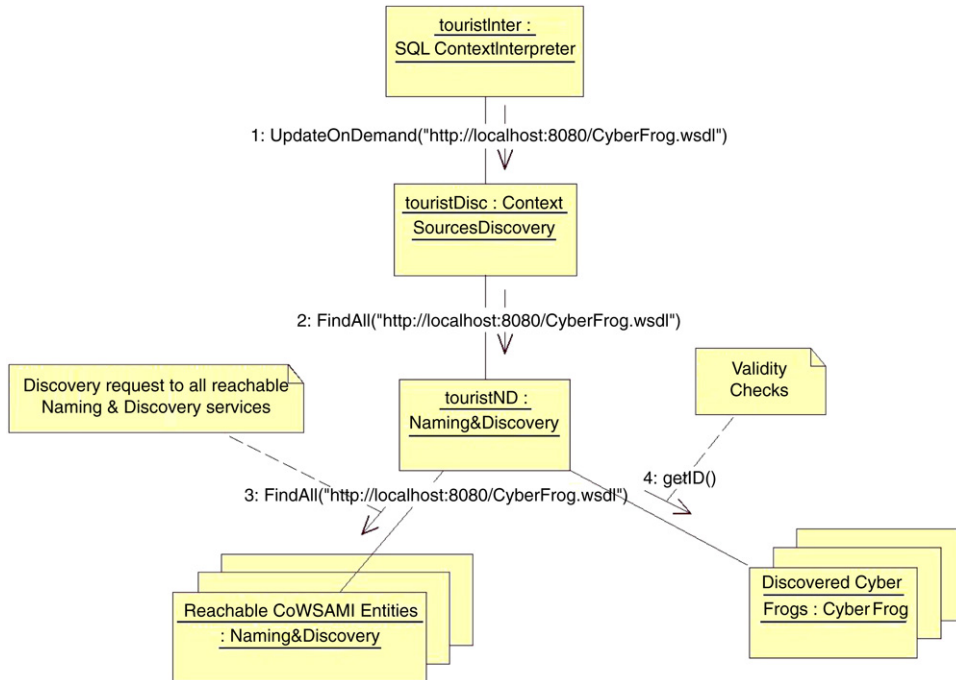 touristInter :
SQL ContextInterpreter
1: UpdateOnDemand("http://localhost:8080/CyberFrog.wsdl")
touristDisc : Context
SourcesDiscovery
2: FindAll("http://localhost:8080/CyberFrog.wsdl")
Discovery request to all reachable
Naming & Discovery services
Validity
Checks
touristND :
Naming&Discovery
3: FindAll("http://localhost:8080/CyberFrog.wsdl")
4: getID()
Reachable CoWSAMI Entities
: Naming&Discovery
Discovered Cyber
Frogs : Cyber Frog